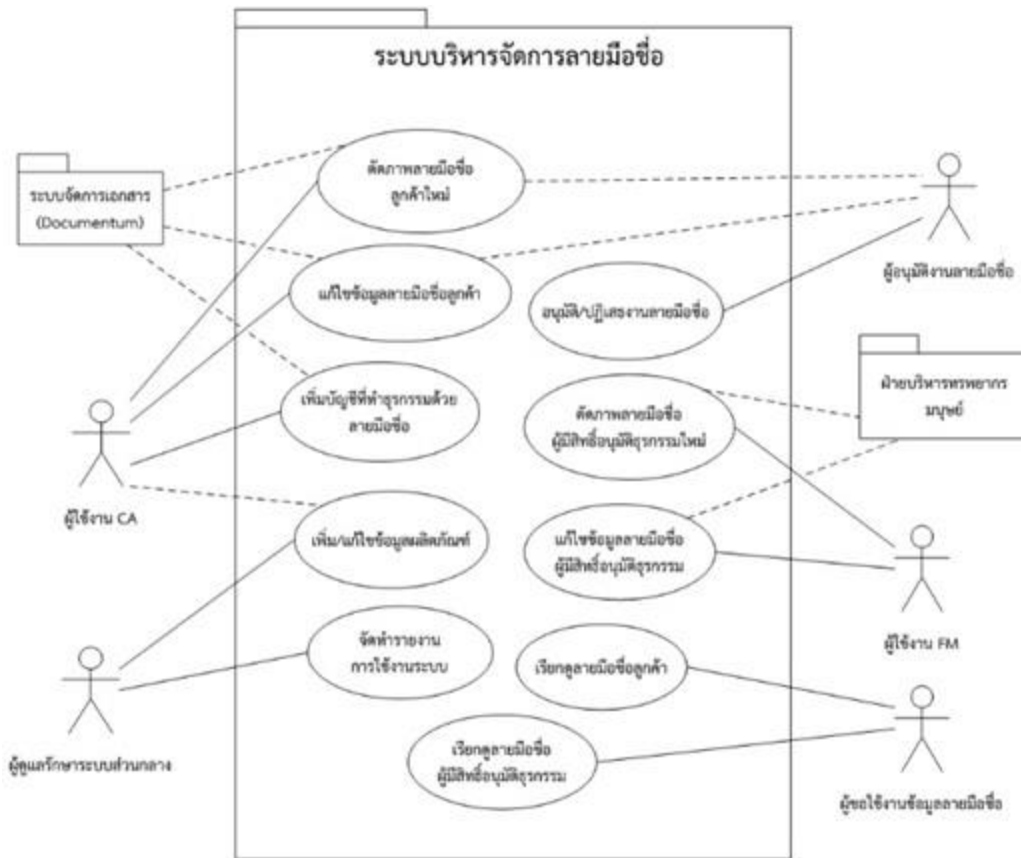 ระบบบริหารจัดการลายมือชื่อ
ระบบจัดการเอกสาร
(Documentum)
ตัดภาพลายมือชื่อ
ลูกค้าใหม่
ผู้อนุมัติงานลายมือชื่อ
แก้ไขข้อมูลลายมือชื่อลูกค้า
อนุมัติ/ปฏิเสธงานลายมือชื่อ
ฝ่ายบริหารทรพยากร
มนุษย์
เพิ่มบัญชีที่ทำธุรกรรมด้วย
ลายมือชื่อ
ตัดภาพลายมือชื่อ
ผู้มีสิทธิ์อนุมัติธุรกรรมใหม่
ผู้ใช้งาน CA
เพิ่ม/แก้ไขข้อมูลผลิตภัณฑ์
แก้ไขข้อมูลลายมือชื่อ
ผู้มีสิทธิ์อนุมัติธุรกรรม
ผู้ใช้งาน FM
จัดทำรายงาน
การใช้งานระบบ
เรียกดูลายมือชื่อลูกค้า
ผู้ดูแลรักษาระบบส่วนกลาง
เรียกดูลายมือชื่อ
ผู้มีสิทธิ์อนุมัติธุรกรรม
ผู้ขอใช้งานข้อมูลลายมือชื่อ